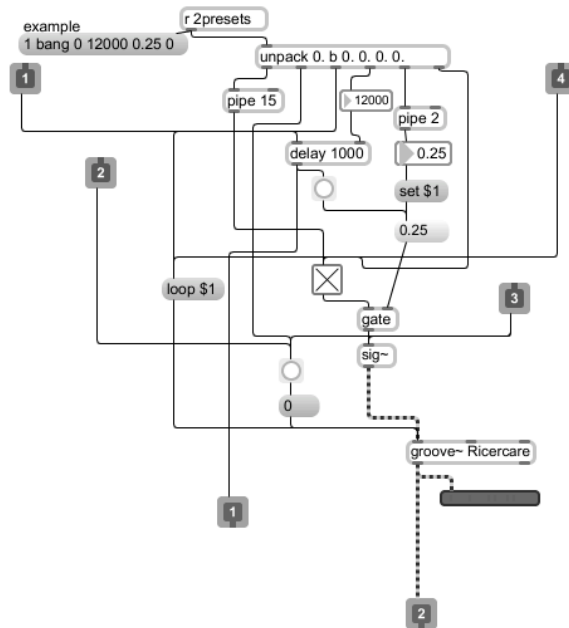 example
r 2presets
1 bang 0 12000 0.25 0
unpack 0. b 0. 0. 0. 0.
1
4
pipe 15
12000
pipe 2
delay 1000
0.25
2
set $1
0.25
loop $1
3
gate
sig~
0
groove~ Ricercare
1
2